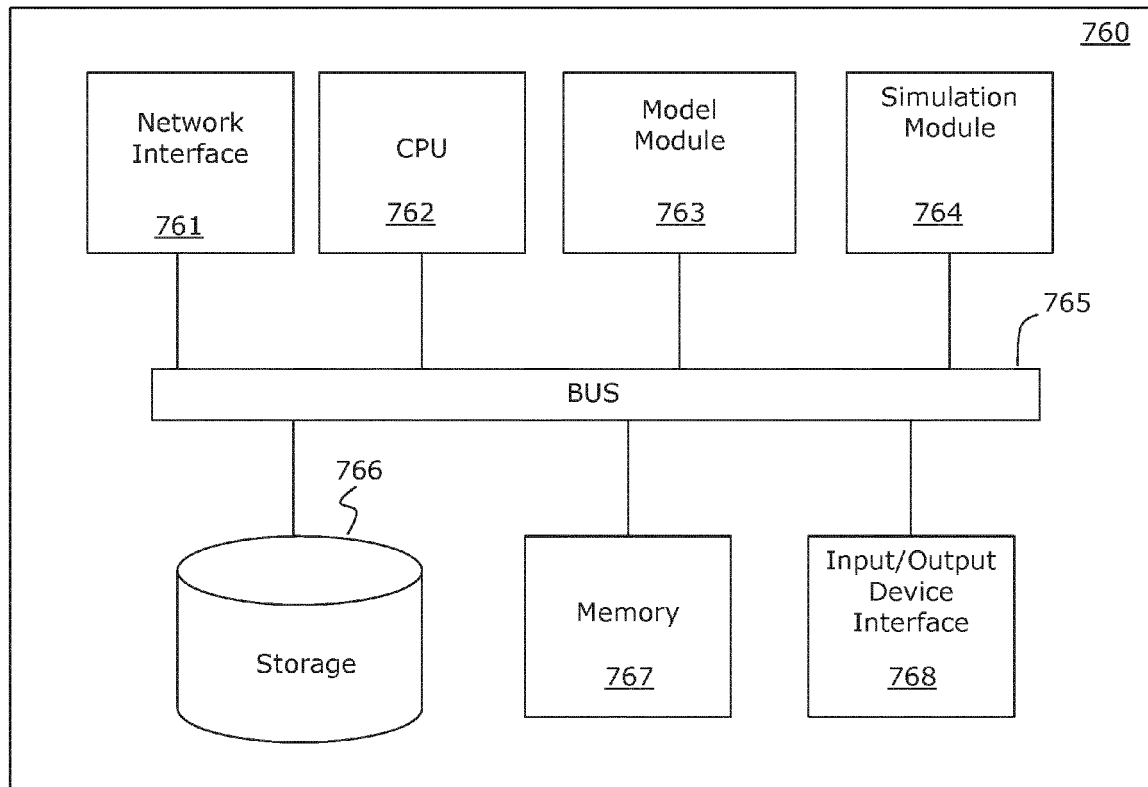 760
Network
Interface
761
CPU
762
Model
Module
763
Simulation
Module
764
765
BUS
766
Storage
Memory
767
Input/Output
Device
Interface
768